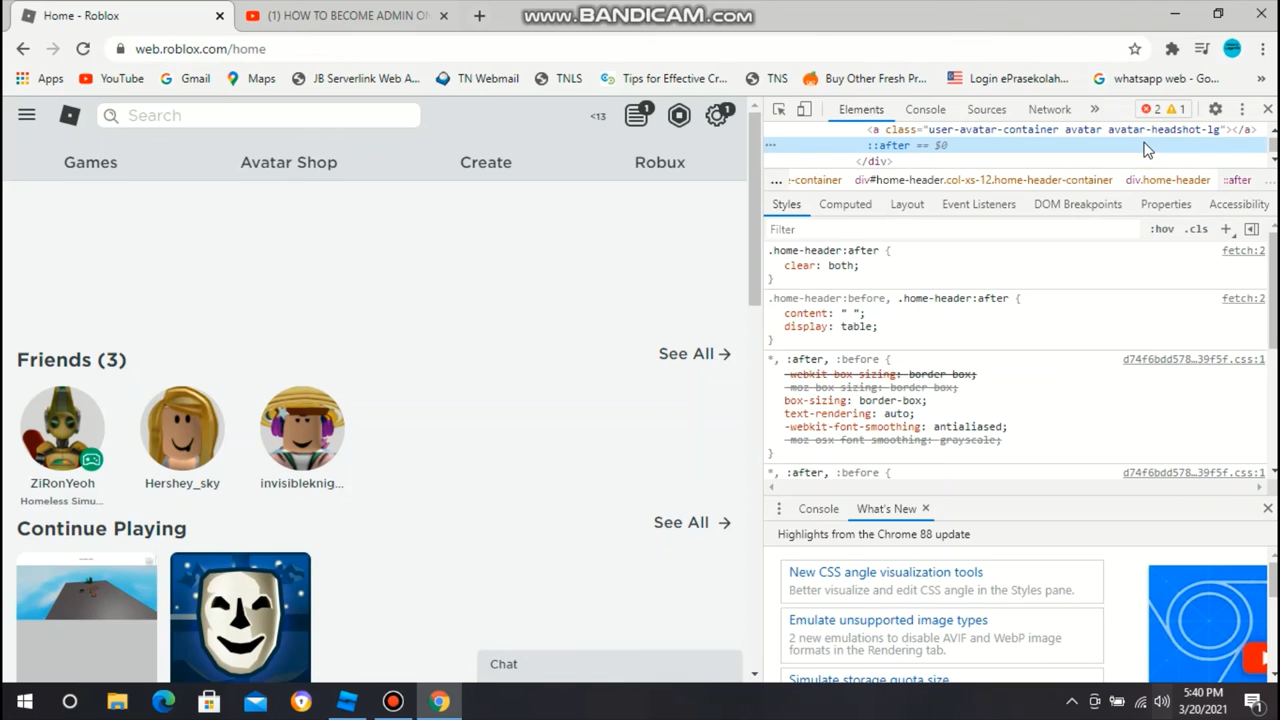 Home - Roblox
(1) HOW TO BECOME ADMIN ON
www.BANDICAM.com
web.roblox.com/home
Apps
YouTube
Gmail
Maps
JB Serverlink Web A...
TN Webmail
TNLS
Tips for Effective Cr...
TNS
Buy Other Fresh Pr...
Login ePrasekolah...
whatsapp web - Go...
»
Search
<13
1
1
Elements
Console
Sources
Network
»
2
1
Games
Avatar Shop
Create
Robux
<a class="user-avatar-container avatar avatar-headshot-lg"></a>
::after == $0
</div>
... e-container div#home-header.col-xs-12.home-header-container div.home-header ::after ...
Styles
Computed
Layout
Event Listeners
DOM Breakpoints
Properties
Accessibility
Filter
:hov .cls
.home-header:after { fetch:2
clear: both;
}
.home-header:before, .home-header:after { fetch:2
content: " ";
display: table;
}
*, :after, :before { d74f6bdd578...39f5f.css:1
-webkit-box-sizing: border-box;
-moz-box-sizing: border-box;
box-sizing: border-box;
text-rendering: auto;
-webkit-font-smoothing: antialiased;
-moz-osx-font-smoothing: grayscale;
}
*, :after, :before { d74f6bdd578...39f5f.css:1
Friends (3)
See All
ZiRonYeoh
Homeless Simu...
Hershey_sky
invisibleknig...
Continue Playing
See All
Chat
Console
What's New
Highlights from the Chrome 88 update
New CSS angle visualization tools
Better visualize and edit CSS angle in the Styles pane.
Emulate unsupported image types
2 new emulations to disable AVIF and WebP image
formats in the Rendering tab.
Simulate storage quota size
5:40 PM
3/20/2021
1